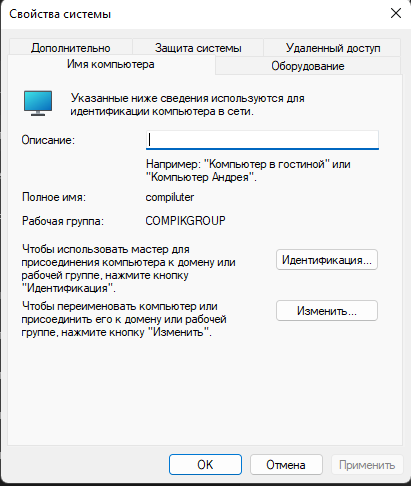 Свойства системы
Дополнительно Защита системы Удаленный доступ
Имя компьютера Оборудование
Указанные ниже сведения используются для
идентификации компьютера в сети.
Описание:
Например: "Компьютер в гостиной" или
"Компьютер Андрея".
Полное имя: compiluter
Рабочая группа: COMPIKGROUP
Чтобы использовать мастер для
присоединения компьютера к домену или
рабочей группе, нажмите кнопку
"Идентификация".
Идентификация...
Чтобы переименовать компьютер или
присоединить его к домену или рабочей
группе, нажмите кнопку "Изменить".
Изменить...
OK Отмена Применить